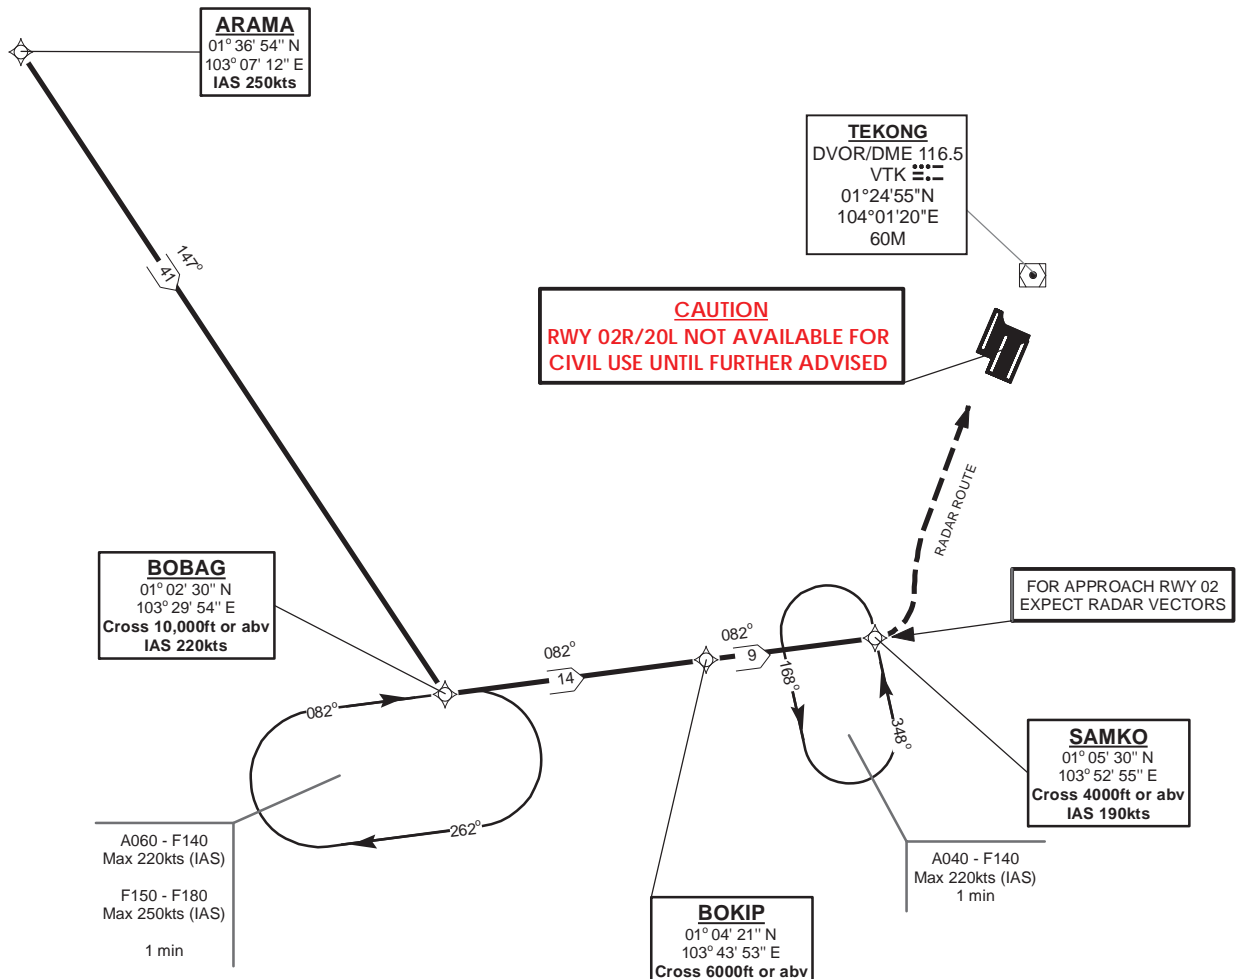 ARAMA
01° 36' 54" N
103° 07' 12" E
IAS 250kts
TEKONG
DVOR/DME 116.5
VTK
01°24'55"N
104°01'20"E
60M
147°
41
CAUTION
RWY 02R/20L NOT AVAILABLE FOR
CIVIL USE UNTIL FURTHER ADVISED
RADAR ROUTE
BOBAG
01° 02' 30" N
103° 29' 54" E
Cross 10,000ft or abv
IAS 220kts
FOR APPROACH RWY 02
EXPECT RADAR VECTORS
082°
14
082°
9
168°
348°
082°
262°
SAMKO
01° 05' 30" N
103° 52' 55" E
Cross 4000ft or abv
IAS 190kts
A060 - F140
Max 220kts (IAS)
F150 - F180
Max 250kts (IAS)
1 min
A040 - F140
Max 220kts (IAS)
1 min
BOKIP
01° 04' 21" N
103° 43' 53" E
Cross 6000ft or abv